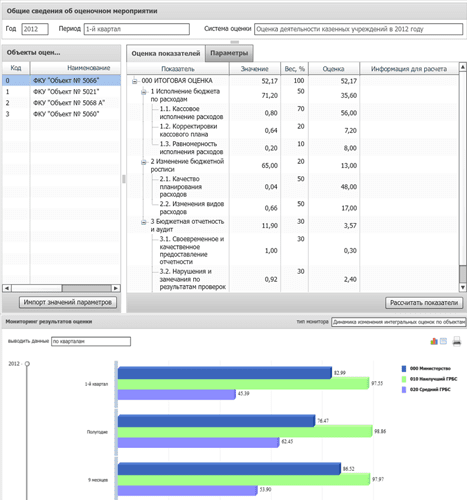 Общие сведения об оценочном мероприятии
Год 2012 Период 1-й квартал Система оценки Оценка деятельности казенных учреждений в 2012 году
Объекты оцен...
Код Наименование
0 ФКУ "Объект № 5066"
1 ФКУ "Объект № 5021"
2 ФКУ "Объект № 5068 А"
3 ФКУ "Объект № 5060"
Импорт значений параметров
Оценка показателей Параметры
Показатель Значение Вес, % Оценка Информация для расчета
000 ИТОГОВАЯ ОЦЕНКА 52,17 100 52,17
1 Исполнение бюджета 50
по расходам 71,20 35,60
1.1. Кассовое 70
исполнение расходов 0,80 56,00
1.2. Корректировки 20
кассового плана 0,64 7,20
1.3. Равномерность 10
исполнения расходов 0,20 8,00
2 Изменение бюджетной 20
росписи 65,00 13,00
2.1. Качество
планирования 50
расходов 0,04 48,00
2.2. Изменения видов 50
расходов 0,66 17,00
3 Бюджетная отчетность 30
и аудит 11,90 3,57
3.1. Своевременное и 30
качественное
предоставление 1,00 0,30
отчетности
3.2. Нарушения и 30
замечания по
результатам проверок 0,92 2,40
Рассчитать показатели
Мониторинг результатов оценки тип монитора Динамика изменения интегральных оценок по объектам
выводить данные по кварталам
2012
1-й квартал
82.99
97.55
45.39
Полугодие
76.47
98.86
62.45
9 месяцев
86.52
97.97
53.90
000 Министерство
010 Наилучший ГРБС
020 Средний ГРБС